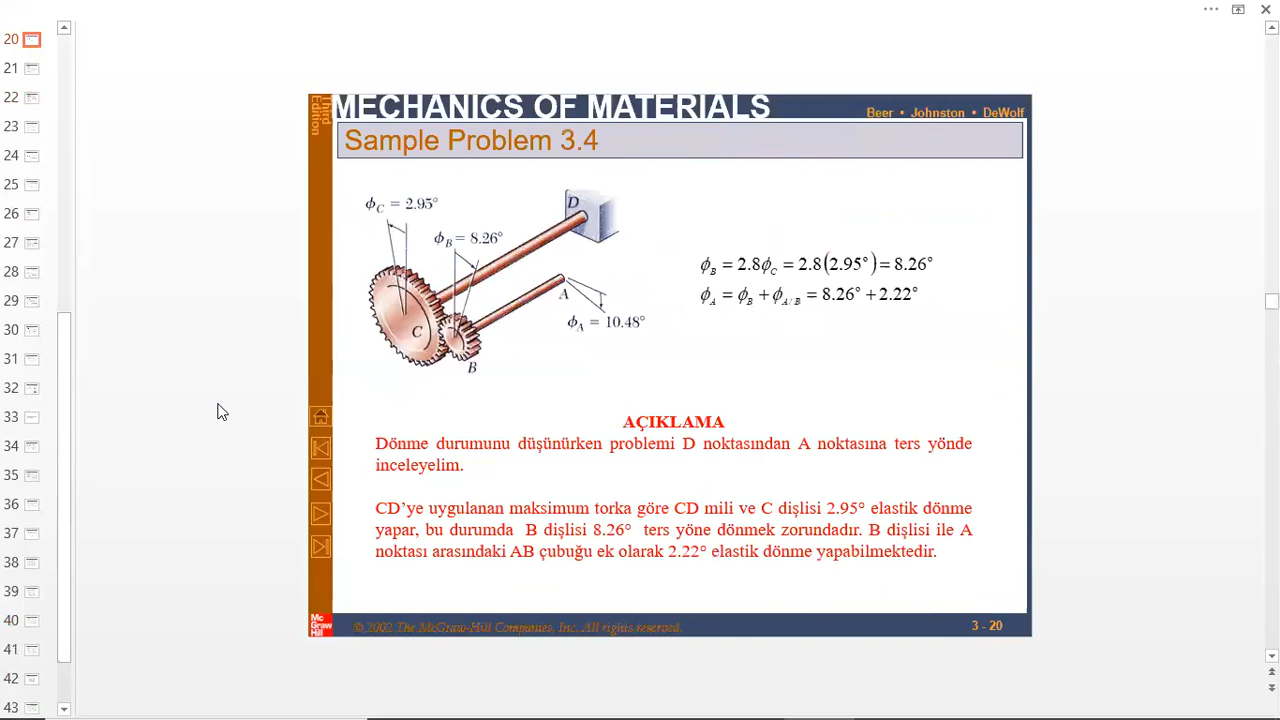 20
21
22
23
24
25
26
27
28
29
30
31
32
33
34
35
36
37
38
39
40
41
42
43
Third
Edition
MECHANICS OF MATERIALS
Beer • Johnston • DeWolf
Sample Problem 3.4
ϕC = 2.95°
ϕB = 8.26°
D
A
ϕA = 10.48°
C
B
ϕB = 2.8ϕC = 2.8(2.95°) = 8.26°
ϕA = ϕB + ϕA/B = 8.26° + 2.22°
AÇIKLAMA
Dönme durumunu düşünürken problemi D noktasından A noktasına ters yönde
inceleyelim.
CD’ye uygulanan maksimum torka göre CD mili ve C dişlisi 2.95° elastik dönme
yapar, bu durumda B dişlisi 8.26° ters yöne dönmek zorundadır. B dişlisi ile A
noktası arasındaki AB çubuğu ek olarak 2.22° elastik dönme yapabilmektedir.
Mc
Graw
Hill
© 2002 The McGraw-Hill Companies, Inc. All rights reserved.
3 - 20